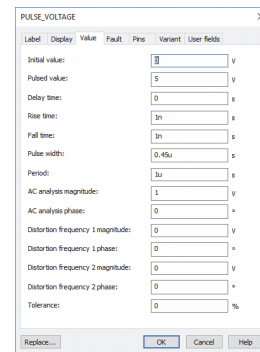 PULSE_VOLTAGE
Label Display Value Fault Pins Variant User fields
Initial value: V
Pulsed value: 5 V
Delay time: 0 s
Rise time: 1n s
Fall time: 1n s
Pulse width: 0.45u s
Period: 1u s
AC analysis magnitude: 1 V
AC analysis phase: 0 °
Distortion frequency 1 magnitude: 0 V
Distortion frequency 1 phase: 0 °
Distortion frequency 2 magnitude: 0 V
Distortion frequency 2 phase: 0 °
Tolerance: 0 %
Replace... OK Cancel Help